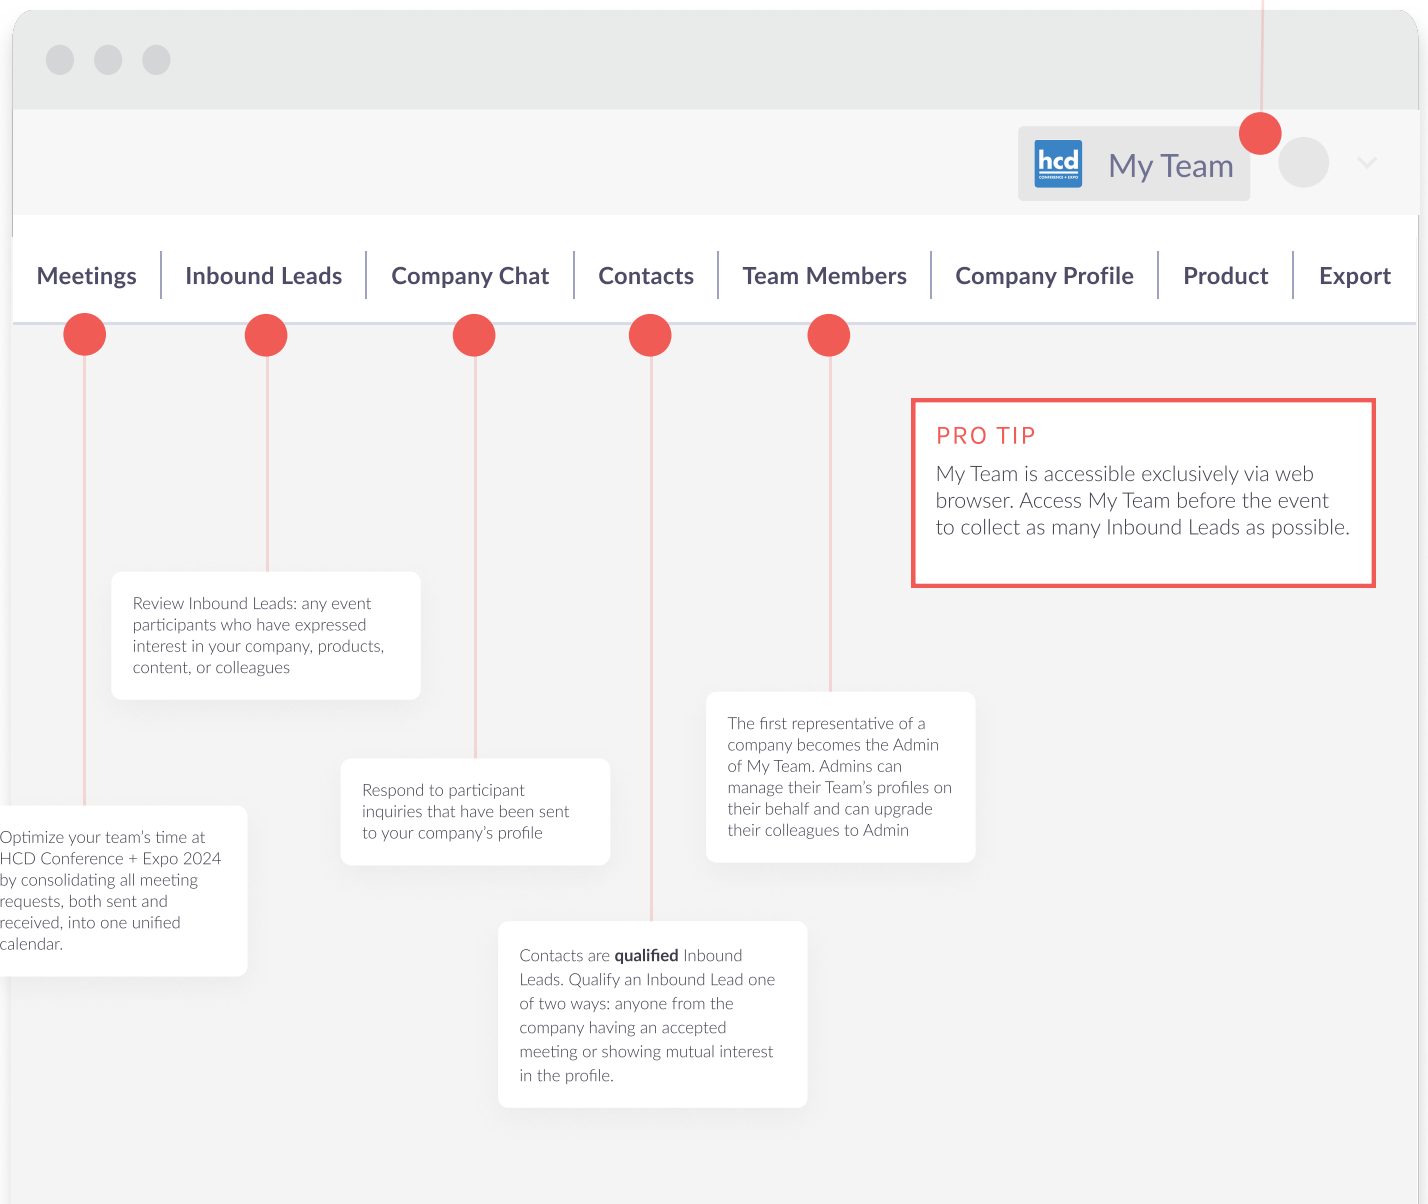 hcd
CONFERENCE + EXPO
My Team
Meetings
Inbound Leads
Company Chat
Contacts
Team Members
Company Profile
Product
Export
PRO TIP
My Team is accessible exclusively via web
browser. Access My Team before the event
to collect as many Inbound Leads as possible.
Review Inbound Leads: any event
participants who have expressed
interest in your company, products,
content, or colleagues
The first representative of a
company becomes the Admin
of My Team. Admins can
manage their Team’s profiles on
their behalf and can upgrade
their colleagues to Admin
Respond to participant
inquiries that have been sent
to your company’s profile
Optimize your team’s time at
HCD Conference + Expo 2024
by consolidating all meeting
requests, both sent and
received, into one unified
calendar.
Contacts are qualified Inbound
Leads. Qualify an Inbound Lead one
of two ways: anyone from the
company having an accepted
meeting or showing mutual interest
in the profile.